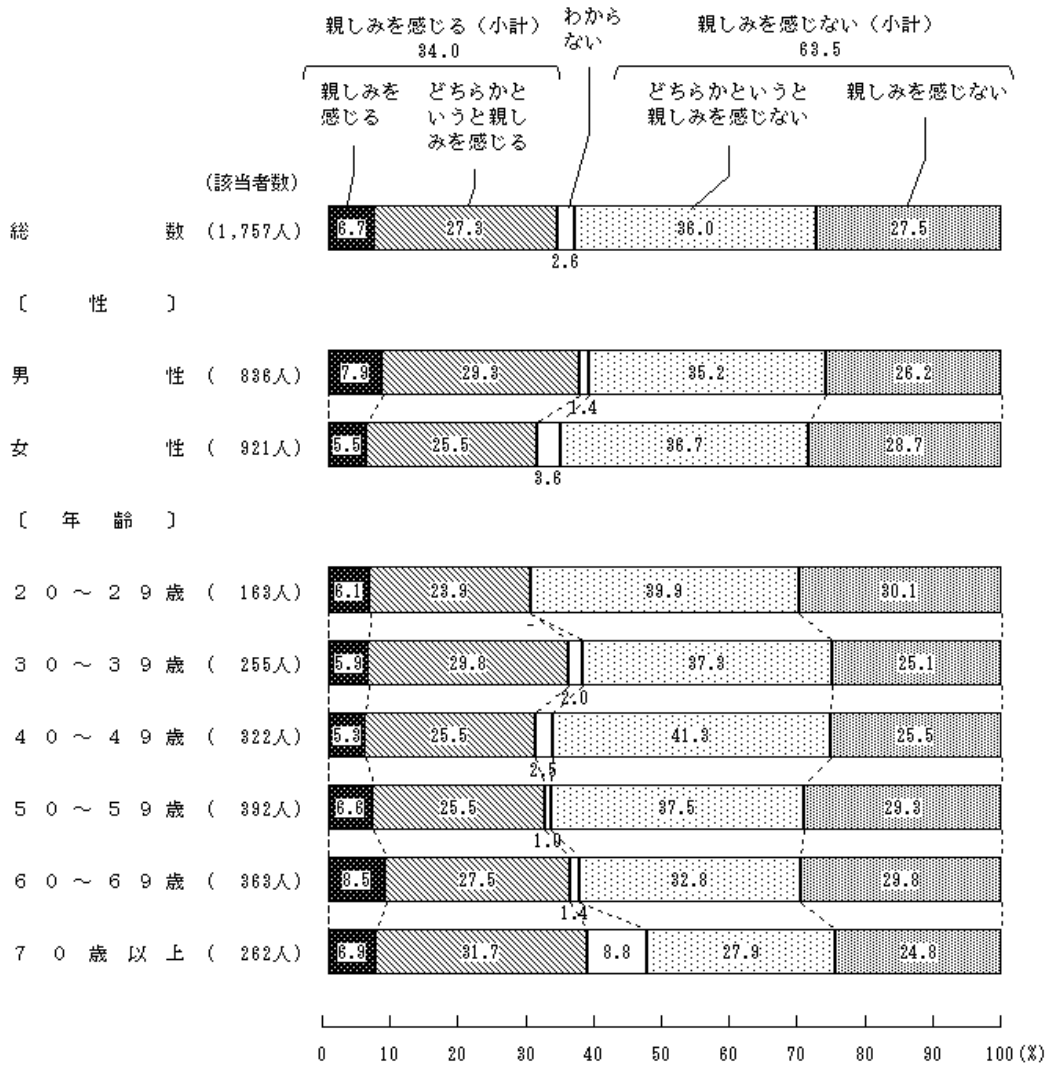 親しみを感じる（小計）
34.0
わから
ない
親しみを感じない（小計）
63.5
親しみを
感じる
どちらかと
いうと親し
みを感じる
どちらかというと
親しみを感じない
親しみを感じない
(該当者数)
総　数 (1,757人) 6.7 27.3 36.0 27.5
2.6
〔　性　〕
男　性 ( 836人) 7.9 29.3 35.2 26.2
1.4
女　性 ( 921人) 5.5 25.5 36.7 28.7
3.6
〔　年　齢　〕
２０～２９歳 ( 163人) 6.1 23.9 39.9 30.1
-
３０～３９歳 ( 255人) 5.9 29.8 37.3 25.1
2.0
４０～４９歳 ( 322人) 5.3 25.5 41.3 25.5
2.5
５０～５９歳 ( 392人) 6.6 25.5 37.5 29.3
1.0
６０～６９歳 ( 363人) 8.5 27.5 32.8 29.8
1.4
７０歳以上 ( 262人) 6.9 31.7 8.8 27.9 24.8
0 10 20 30 40 50 60 70 80 90 100 (%)